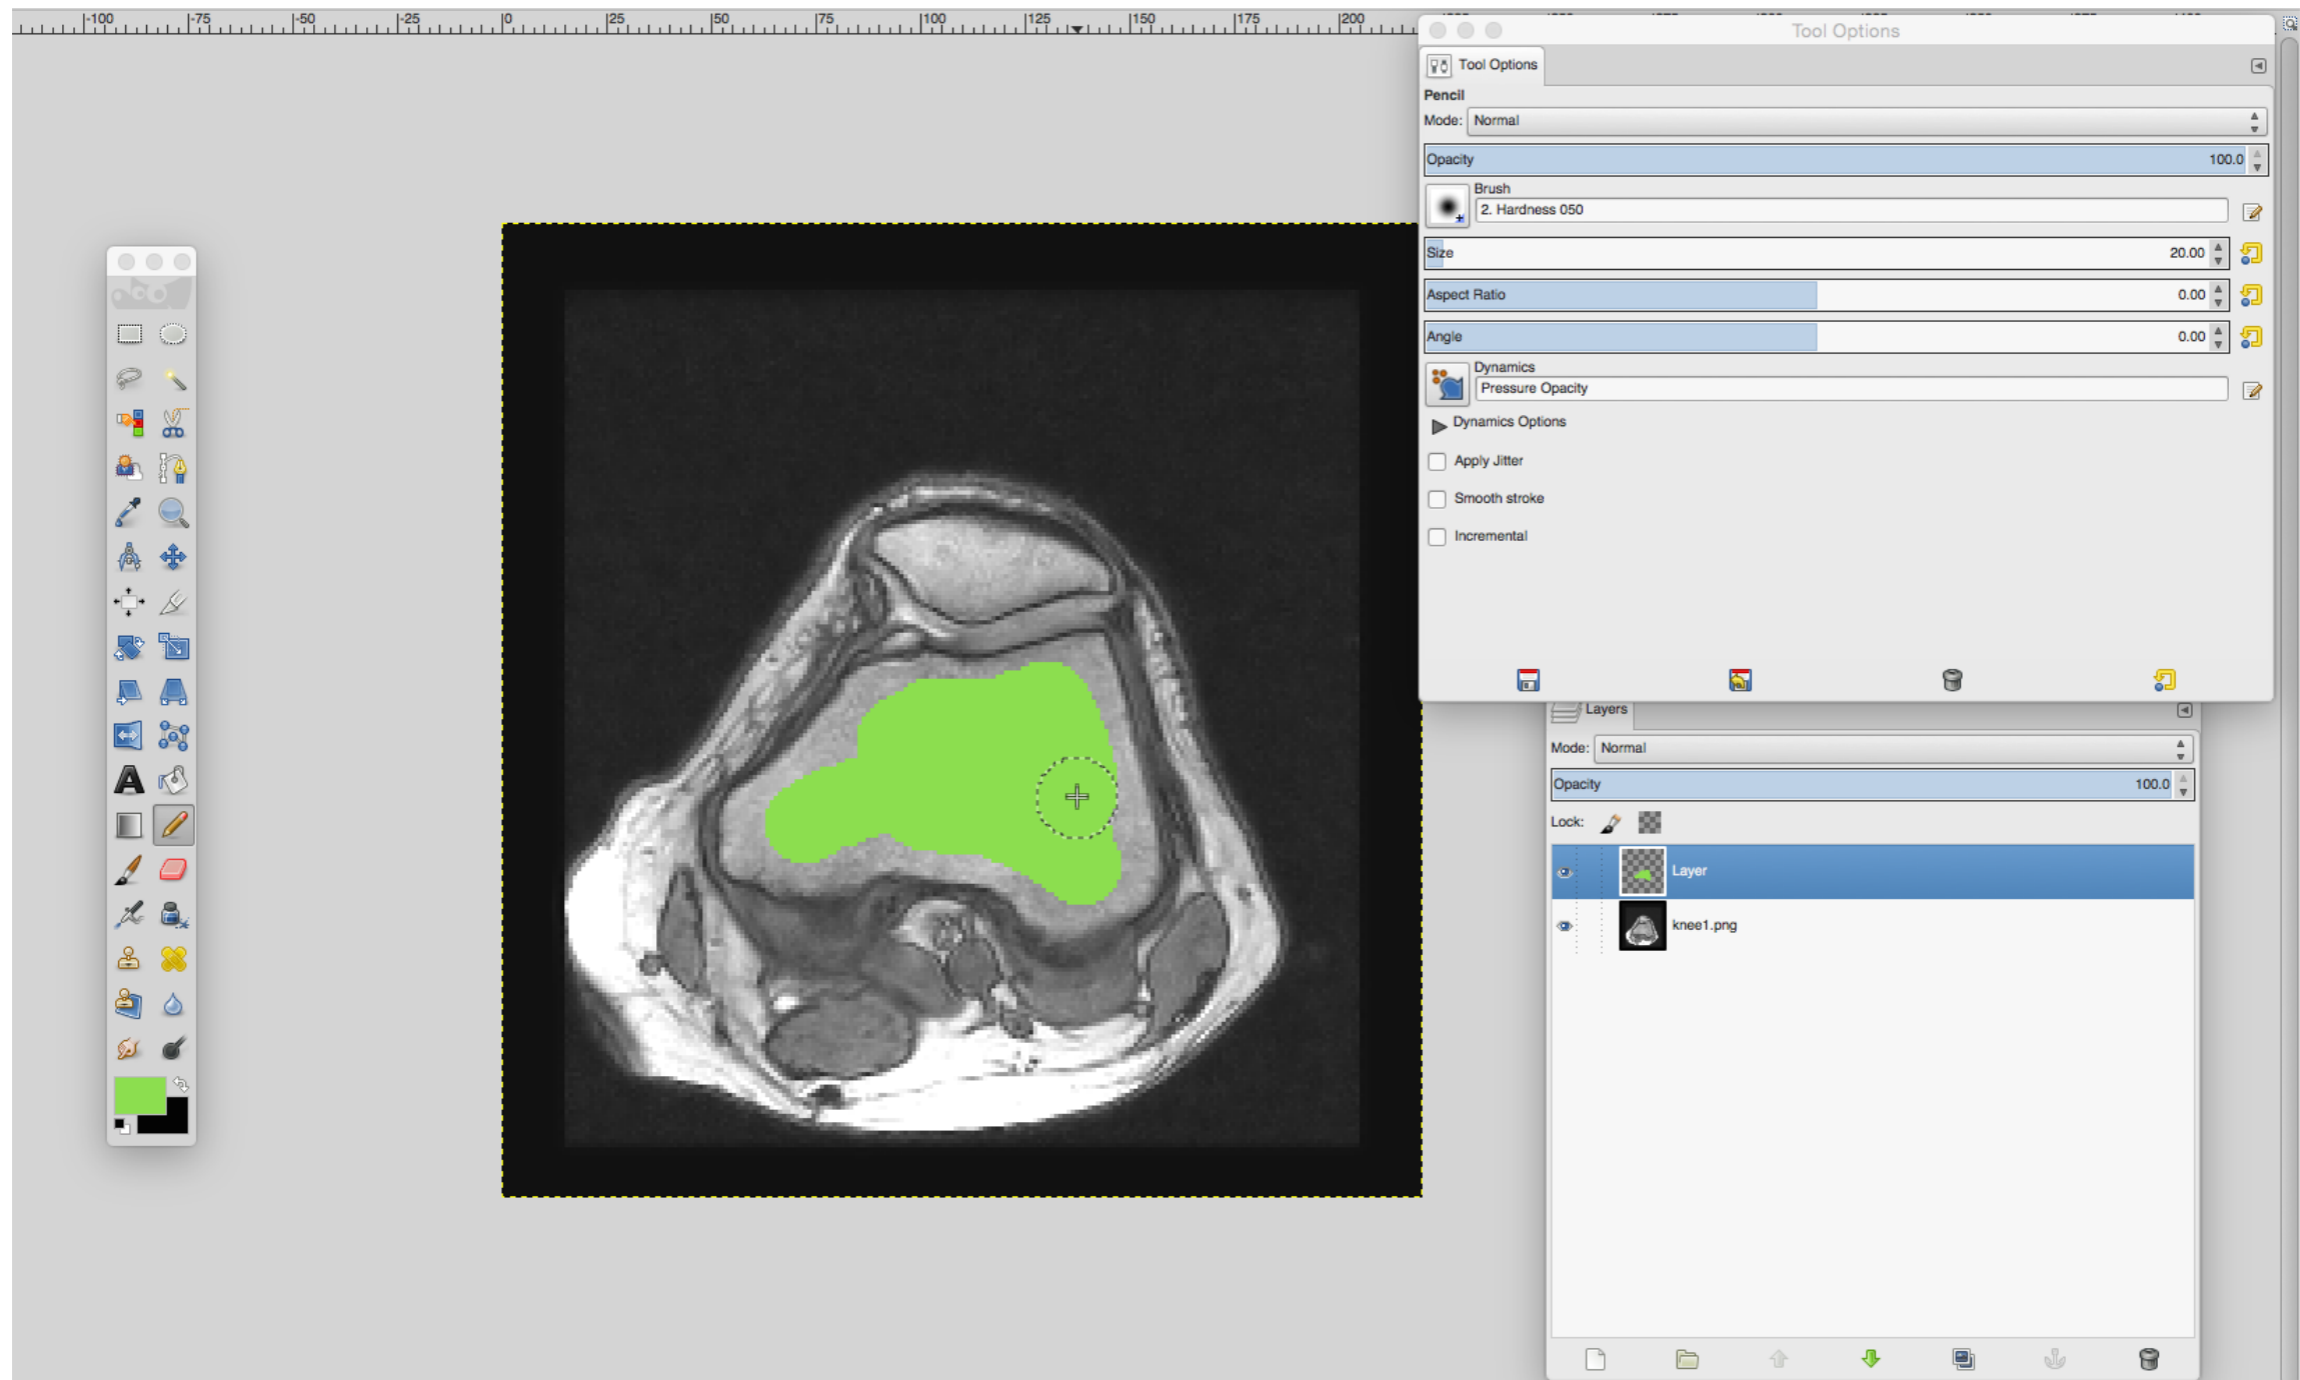 -100 -75 -50 -25 0 25 50 75 100 125 150 175 200
Tool Options
Tool Options
Pencil
Mode: Normal
Opacity 100.0
Brush
2. Hardness 050
Size 20.00
Aspect Ratio 0.00
Angle 0.00
Dynamics
Pressure Opacity
Dynamics Options
Apply Jitter
Smooth stroke
Incremental
Layers
Mode: Normal
Opacity 100.0
Lock:
Layer
knee1.png